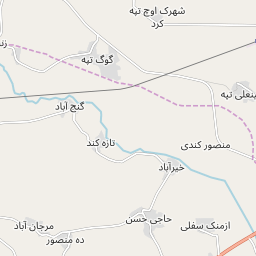 شهرک اوچ تپه
کرد
گوگ تپه
گنج آباد
تازه کند
منصور کندی
خیرآباد
حاجی حسن
ازمنک سفلی
مرجان آباد
ده منصور